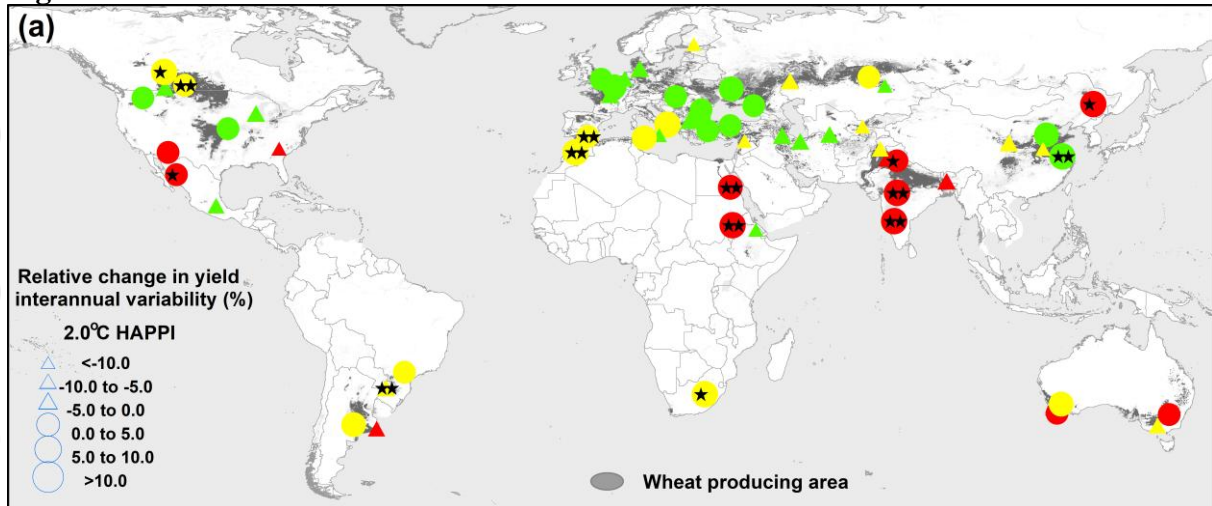 (a)
Relative change in yield
interannual variability (%)
2.0°C HAPPI
<-10.0
-10.0 to -5.0
-5.0 to 0.0
0.0 to 5.0
5.0 to 10.0
>10.0
Wheat producing area